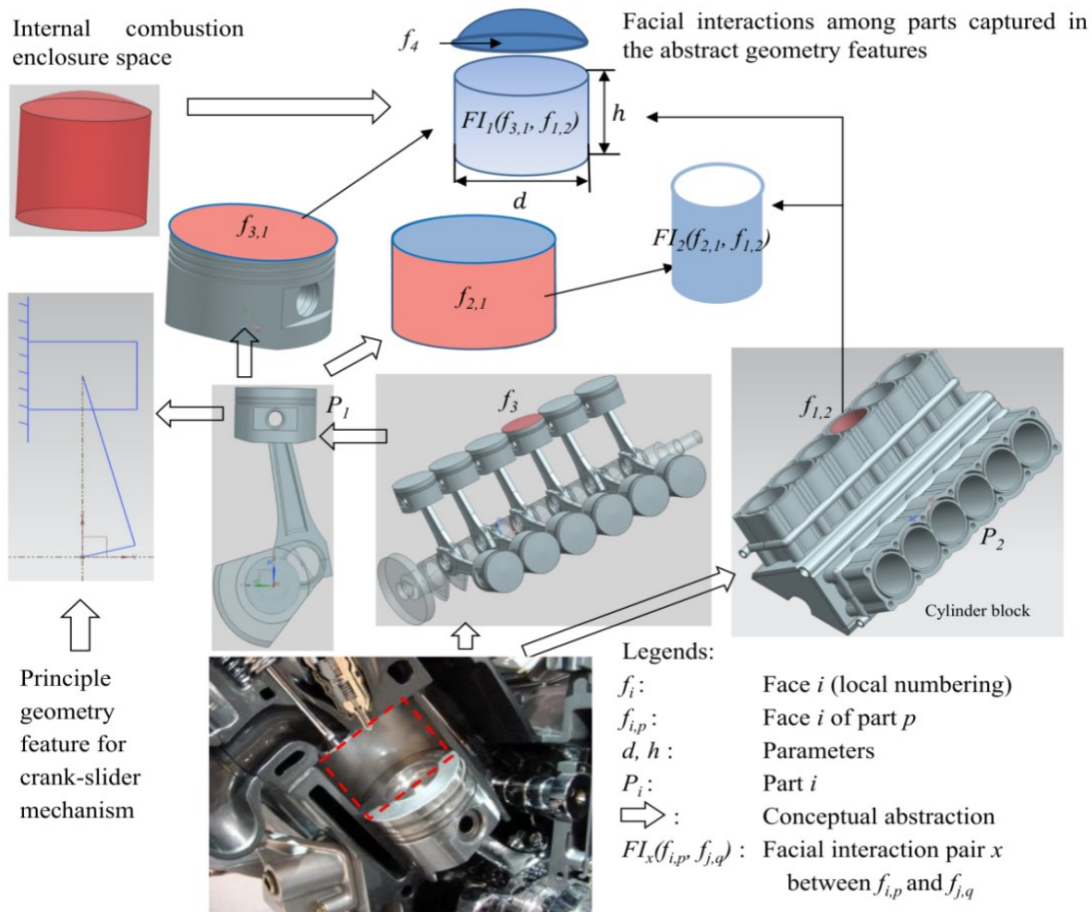 Internal combustion
enclosure space
Facial interactions among parts captured in
the abstract geometry features
f4
FI1(f3,1, f1,2)
h
d
f3,1
f2,1
FI2(f2,1, f1,2)
P1
f3
f1,2
P2
Cylinder block
Principle
geometry
feature for
crank-slider
mechanism
Legends:
fi : Face i (local numbering)
fi,p : Face i of part p
d, h : Parameters
Pi : Part i
: Conceptual abstraction
FIx(fi,p, fj,q) : Facial interaction pair x
between fi,p and fj,q